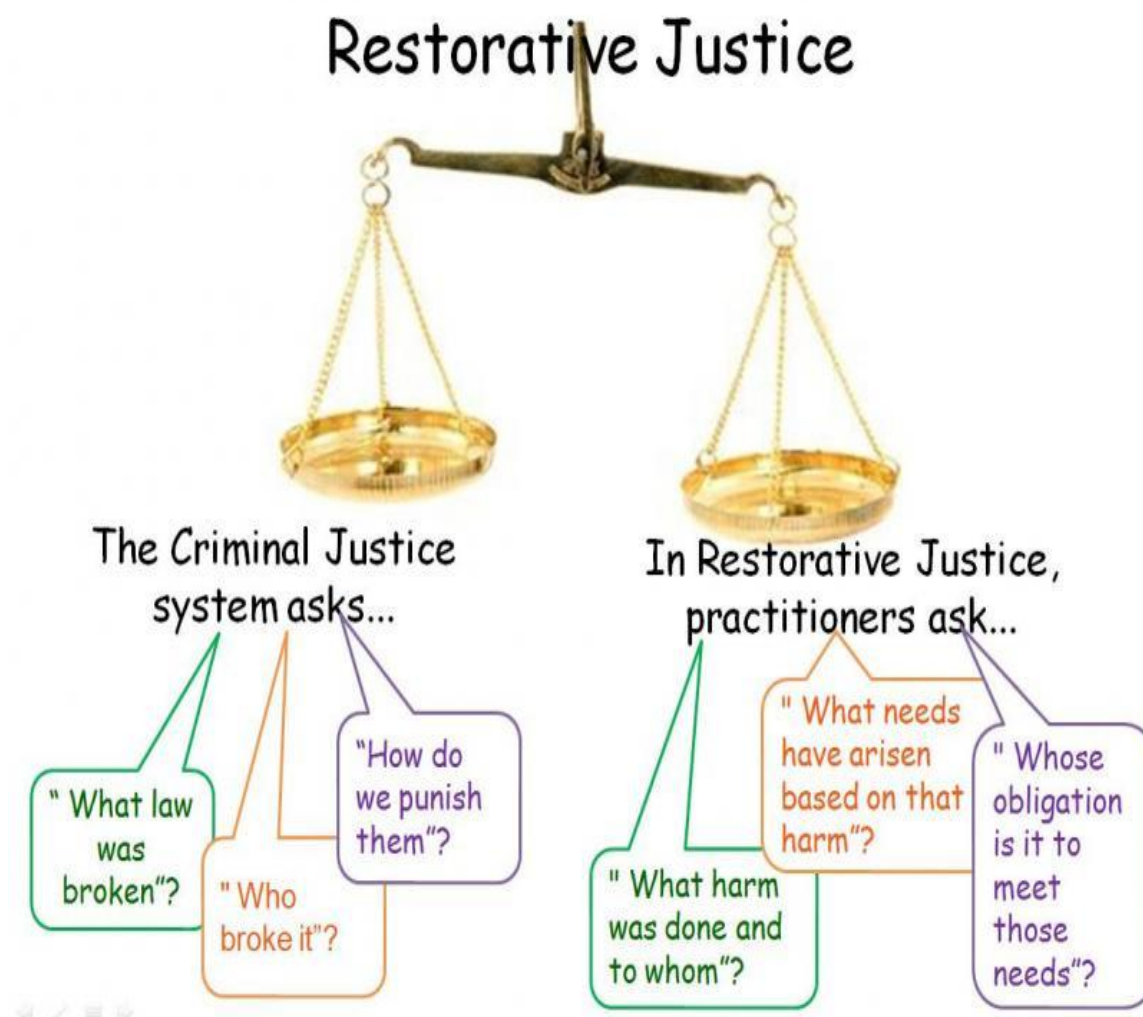 Restorative Justice
The Criminal Justice
system asks...
" What law
was
broken"?
" Who
broke it"?
"How do
we punish
them"?
In Restorative Justice,
practitioners ask...
" What harm
was done and
to whom"?
" What needs
have arisen
based on that
harm"?
" Whose
obligation
is it to
meet
those
needs"?